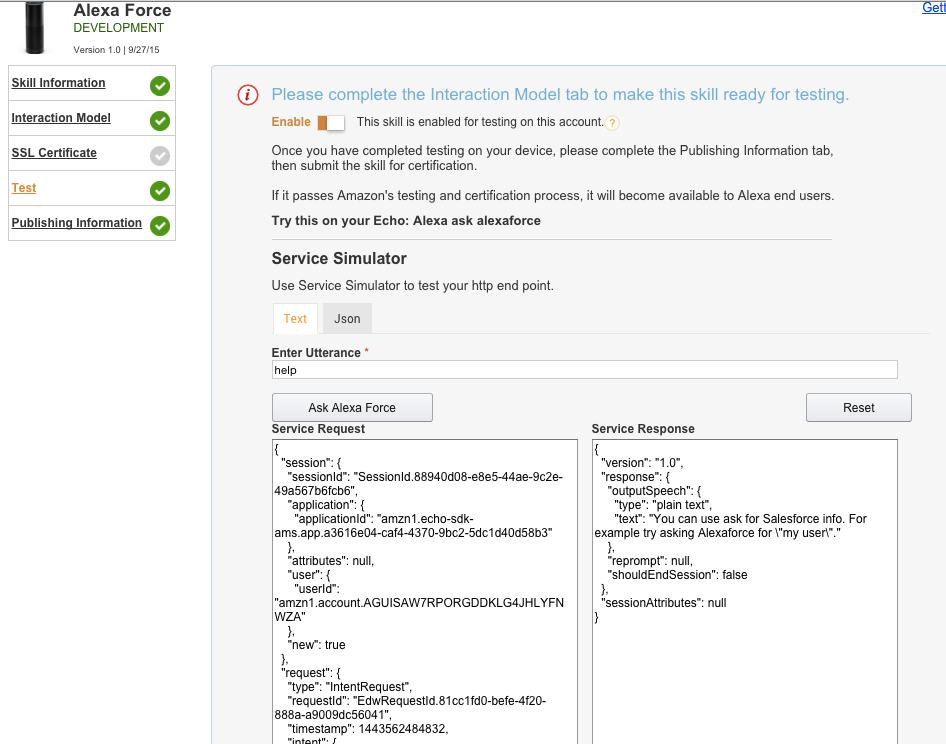 Alexa Force
Gett
DEVELOPMENT
Version 1.0 | 9/27/15
Skill Information
Interaction Model
SSL Certificate
Test
Publishing Information
Please complete the Interaction Model tab to make this skill ready for testing.
Enable This skill is enabled for testing on this account. ?
Once you have completed testing on your device, please complete the Publishing Information tab,
then submit the skill for certification.
If it passes Amazon's testing and certification process, it will become available to Alexa end users.
Try this on your Echo: Alexa ask alexaforce
Service Simulator
Use Service Simulator to test your http end point.
Text Json
Enter Utterance *
help
Ask Alexa Force Reset
Service Request
{
"session": {
"sessionId": "SessionId.88940d08-e8e5-44ae-9c2e-
49a567b6fcb6",
"application": {
"applicationId": "amzn1.echo-sdk-
ams.app.a3616e04-caf4-4370-9bc2-5dc1d40d58b3"
},
"attributes": null,
"user": {
"userId":
"amzn1.account.AGUISAW7RPORGDDKLG4JHLYFN
WZA"
},
"new": true
},
"request": {
"type": "IntentRequest",
"requestId": "EdwRequestId.81cc1fd0-befe-4f20-
888a-a9009dc56041",
"timestamp": 1443562484832,
"intent": {
Service Response
{
"version": "1.0",
"response": {
"outputSpeech": {
"type": "plain text",
"text": "You can use ask for Salesforce info. For
example try asking Alexaforce for \"my user\"."
},
"reprompt": null,
"shouldEndSession": false
},
"sessionAttributes": null
}